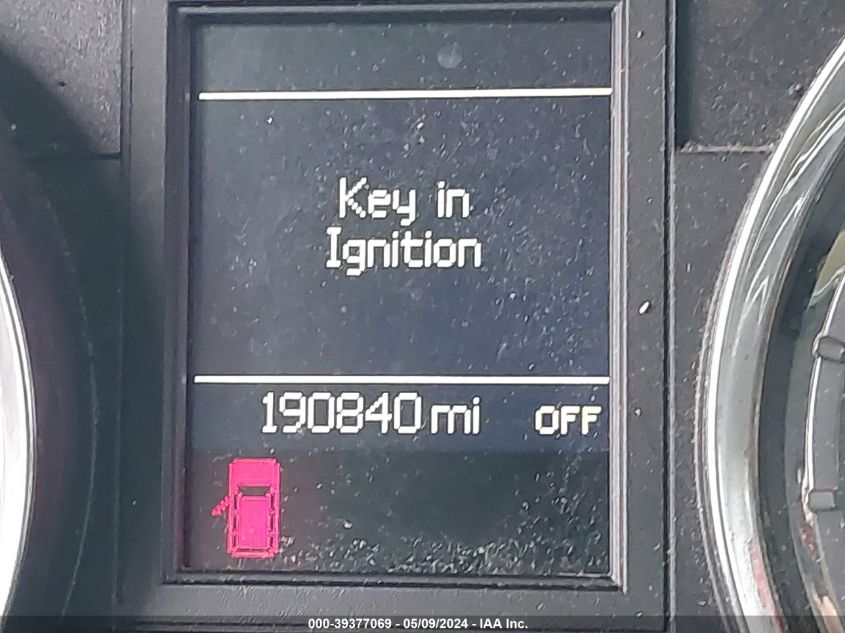 Key in
Ignition
190840 mi OFF
000-39377069 - 05/09/2024 - IAA Inc.